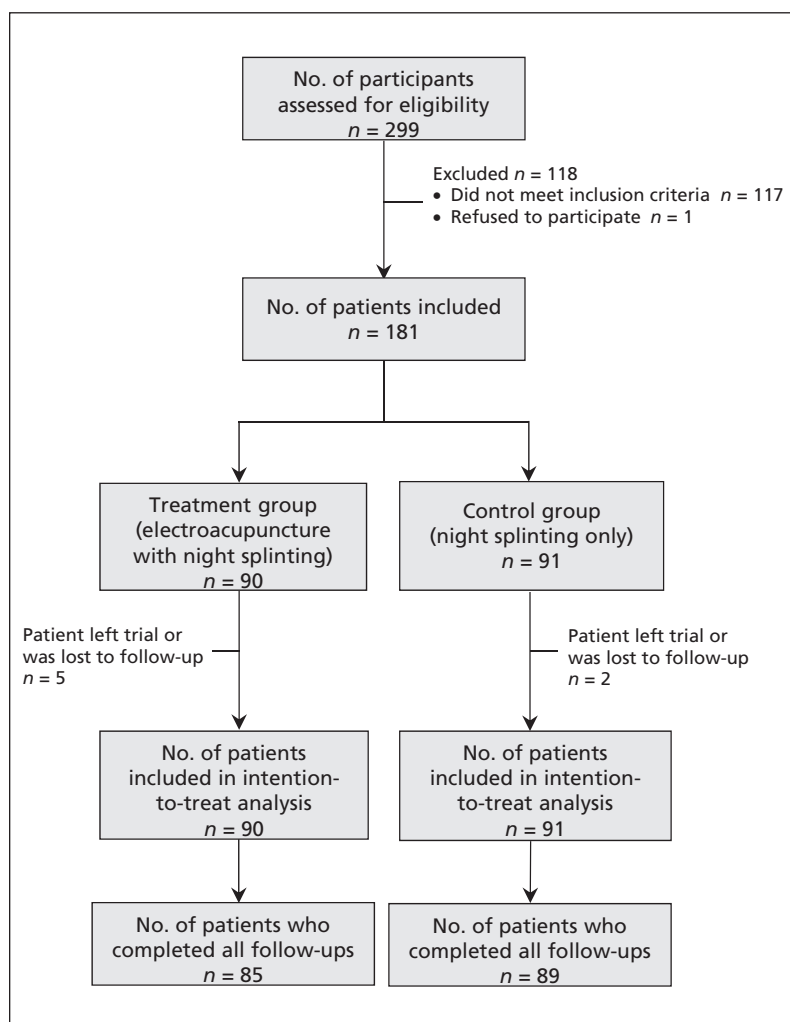 No. of participants
assessed for eligibility
n = 299
Excluded n = 118
• Did not meet inclusion criteria n = 117
• Refused to participate n = 1
No. of patients included
n = 181
Treatment group
(electroacupuncture
with night splinting)
n = 90
Control group
(night splinting only)
n = 91
Patient left trial or
was lost to follow-up
n = 5
Patient left trial or
was lost to follow-up
n = 2
No. of patients
included in intention-
to-treat analysis
n = 90
No. of patients
included in intention-
to-treat analysis
n = 91
No. of patients who
completed all follow-ups
n = 85
No. of patients who
completed all follow-ups
n = 89